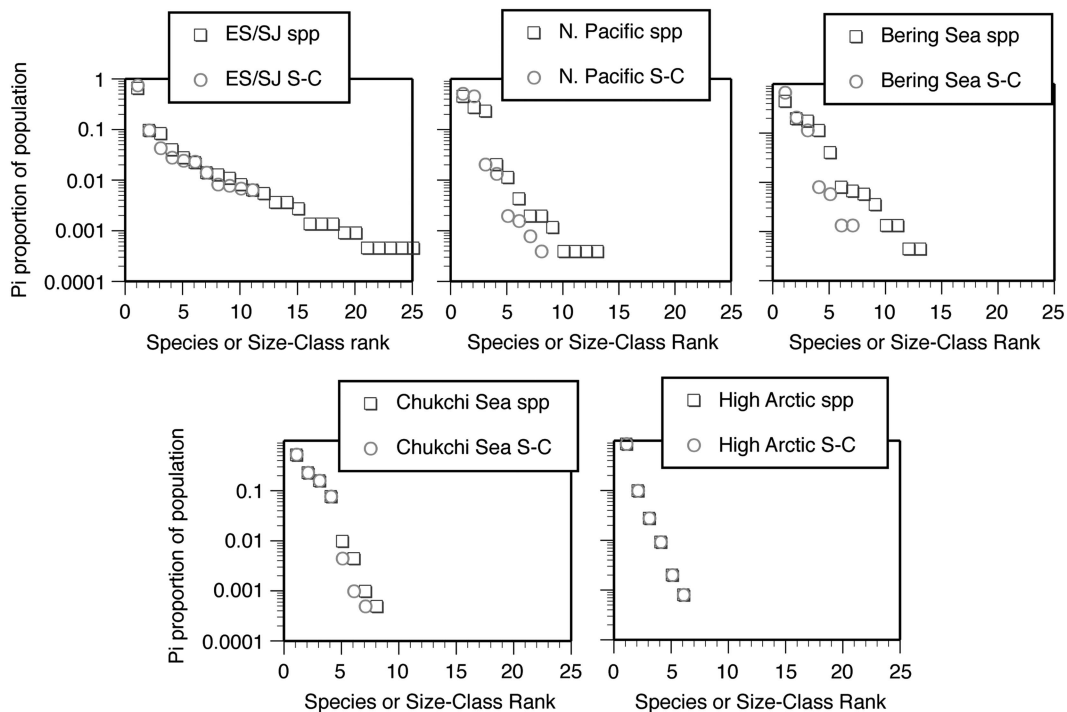 ES/SJ spp
ES/SJ S-C
N. Pacific spp
N. Pacific S-C
Bering Sea spp
Bering Sea S-C
Pi proportion of population
1
0.1
0.01
0.001
0.0001
0 5 10 15 20 25
0 5 10 15 20 25
0 5 10 15 20 25
Species or Size-Class rank
Species or Size-Class Rank
Species or Size-Class Rank
Chukchi Sea spp
Chukchi Sea S-C
High Arctic spp
High Arctic S-C
Pi proportion of population
0.1
0.01
0.001
0.0001
0 5 10 15 20 25
0 5 10 15 20 25
Species or Size-Class Rank
Species or Size-Class Rank